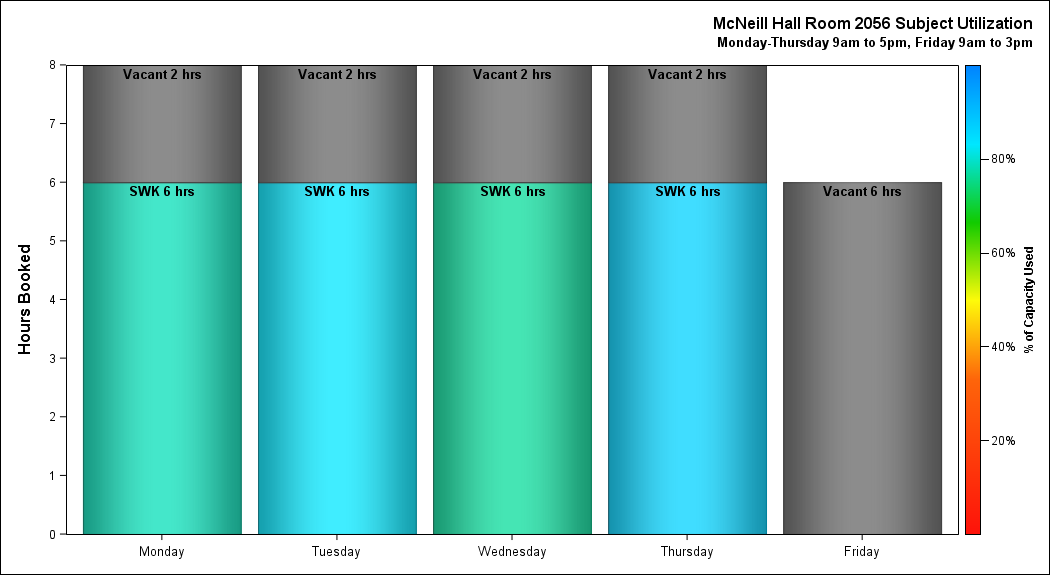 McNeill Hall Room 2056 Subject Utilization
Monday-Thursday 9am to 5pm, Friday 9am to 3pm
Hours Booked
8
7
6
5
4
3
2
1
0
Vacant 2 hrs
Vacant 2 hrs
Vacant 2 hrs
Vacant 2 hrs
SWK 6 hrs
SWK 6 hrs
SWK 6 hrs
SWK 6 hrs
Vacant 6 hrs
Monday
Tuesday
Wednesday
Thursday
Friday
80%
60%
40%
20%
% of Capacity Used